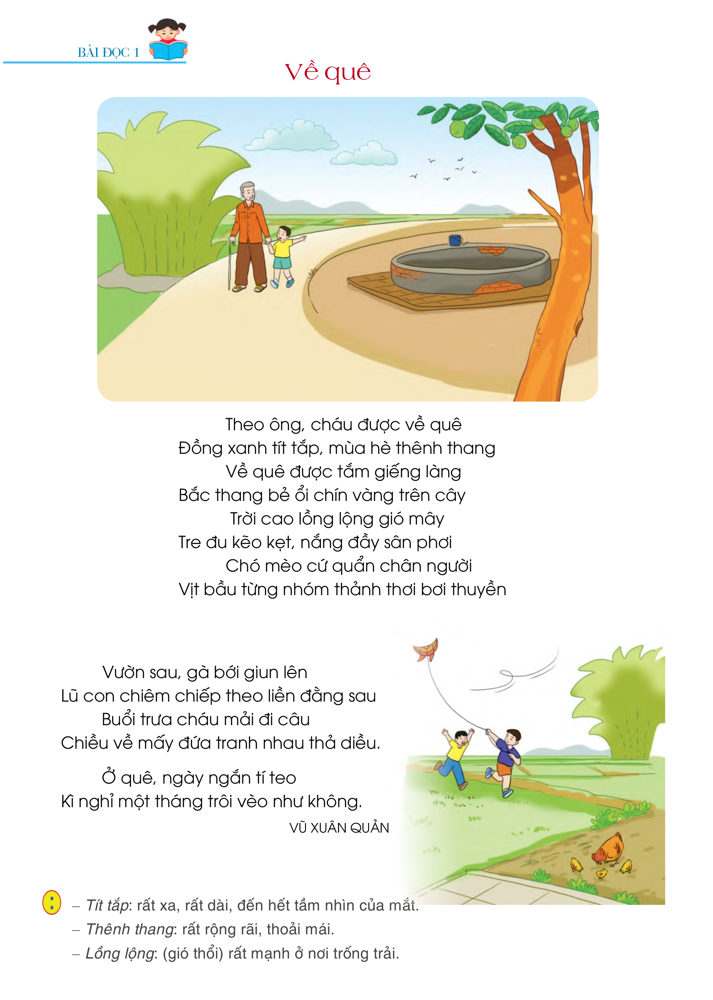 BÀI ĐỌC 1
Về quê
Theo ông, cháu được về quê
Đồng xanh tít tắp, mùa hè thênh thang
Về quê được tắm giếng làng
Bắc thang bẻ ổi chín vàng trên cây
Trời cao lồng lộng gió mây
Tre đu kẽo kẹt, nắng đầy sân phơi
Chó mèo cứ quẩn chân người
Vịt bầu từng nhóm thảnh thơi bơi thuyền
Vườn sau, gà bới giun lên
Lũ con chiêm chiếp theo liền đằng sau
Buổi trưa cháu mải đi câu
Chiều về mấy đứa tranh nhau thả diều.
Ở quê, ngày ngắn tí teo
Kì nghỉ một tháng trôi vèo như không.
VŨ XUÂN QUẢN
– Tít tắp: rất xa, rất dài, đến hết tầm nhìn của mắt.
– Thênh thang: rất rộng rãi, thoải mái.
– Lồng lộng: (gió thổi) rất mạnh ở nơi trống trải.